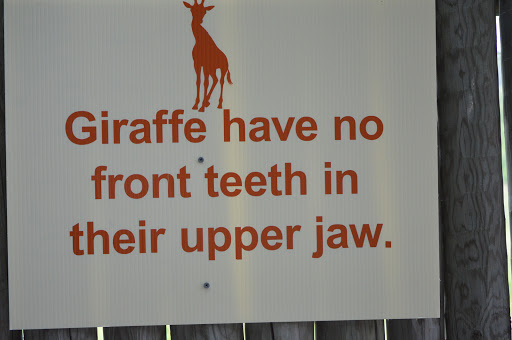 Giraffe have no
front teeth in
their upper jaw.